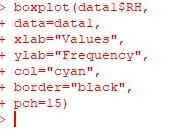 > boxplot(data1$RH,
+ data=data1,
+ xlab="Values",
+ ylab="Frequency",
+ col="cyan",
+ border="black",
+ pch=15)
>